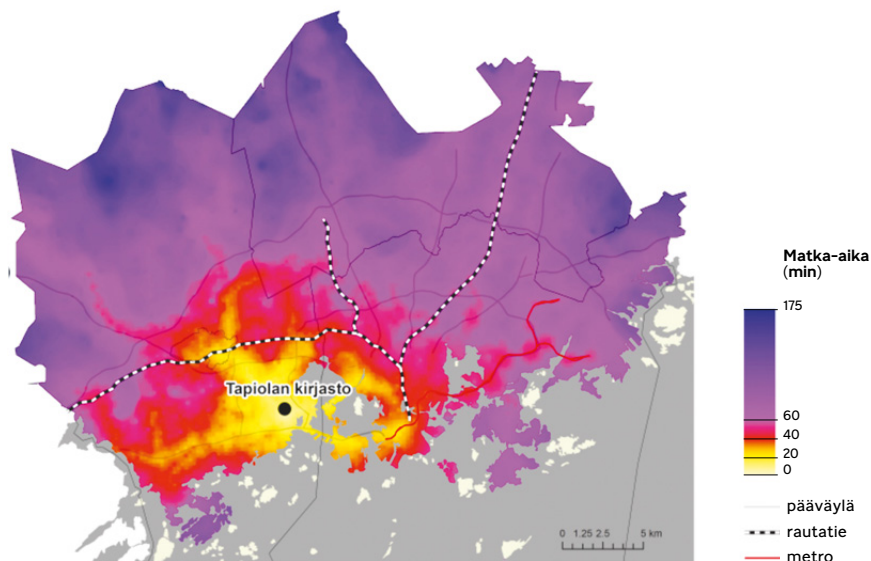 Tapiolan kirjasto
0 1.25 2.5 5 km
Matka-aika
(min)
175
60
40
20
0
pääväylä
rautatie
metro